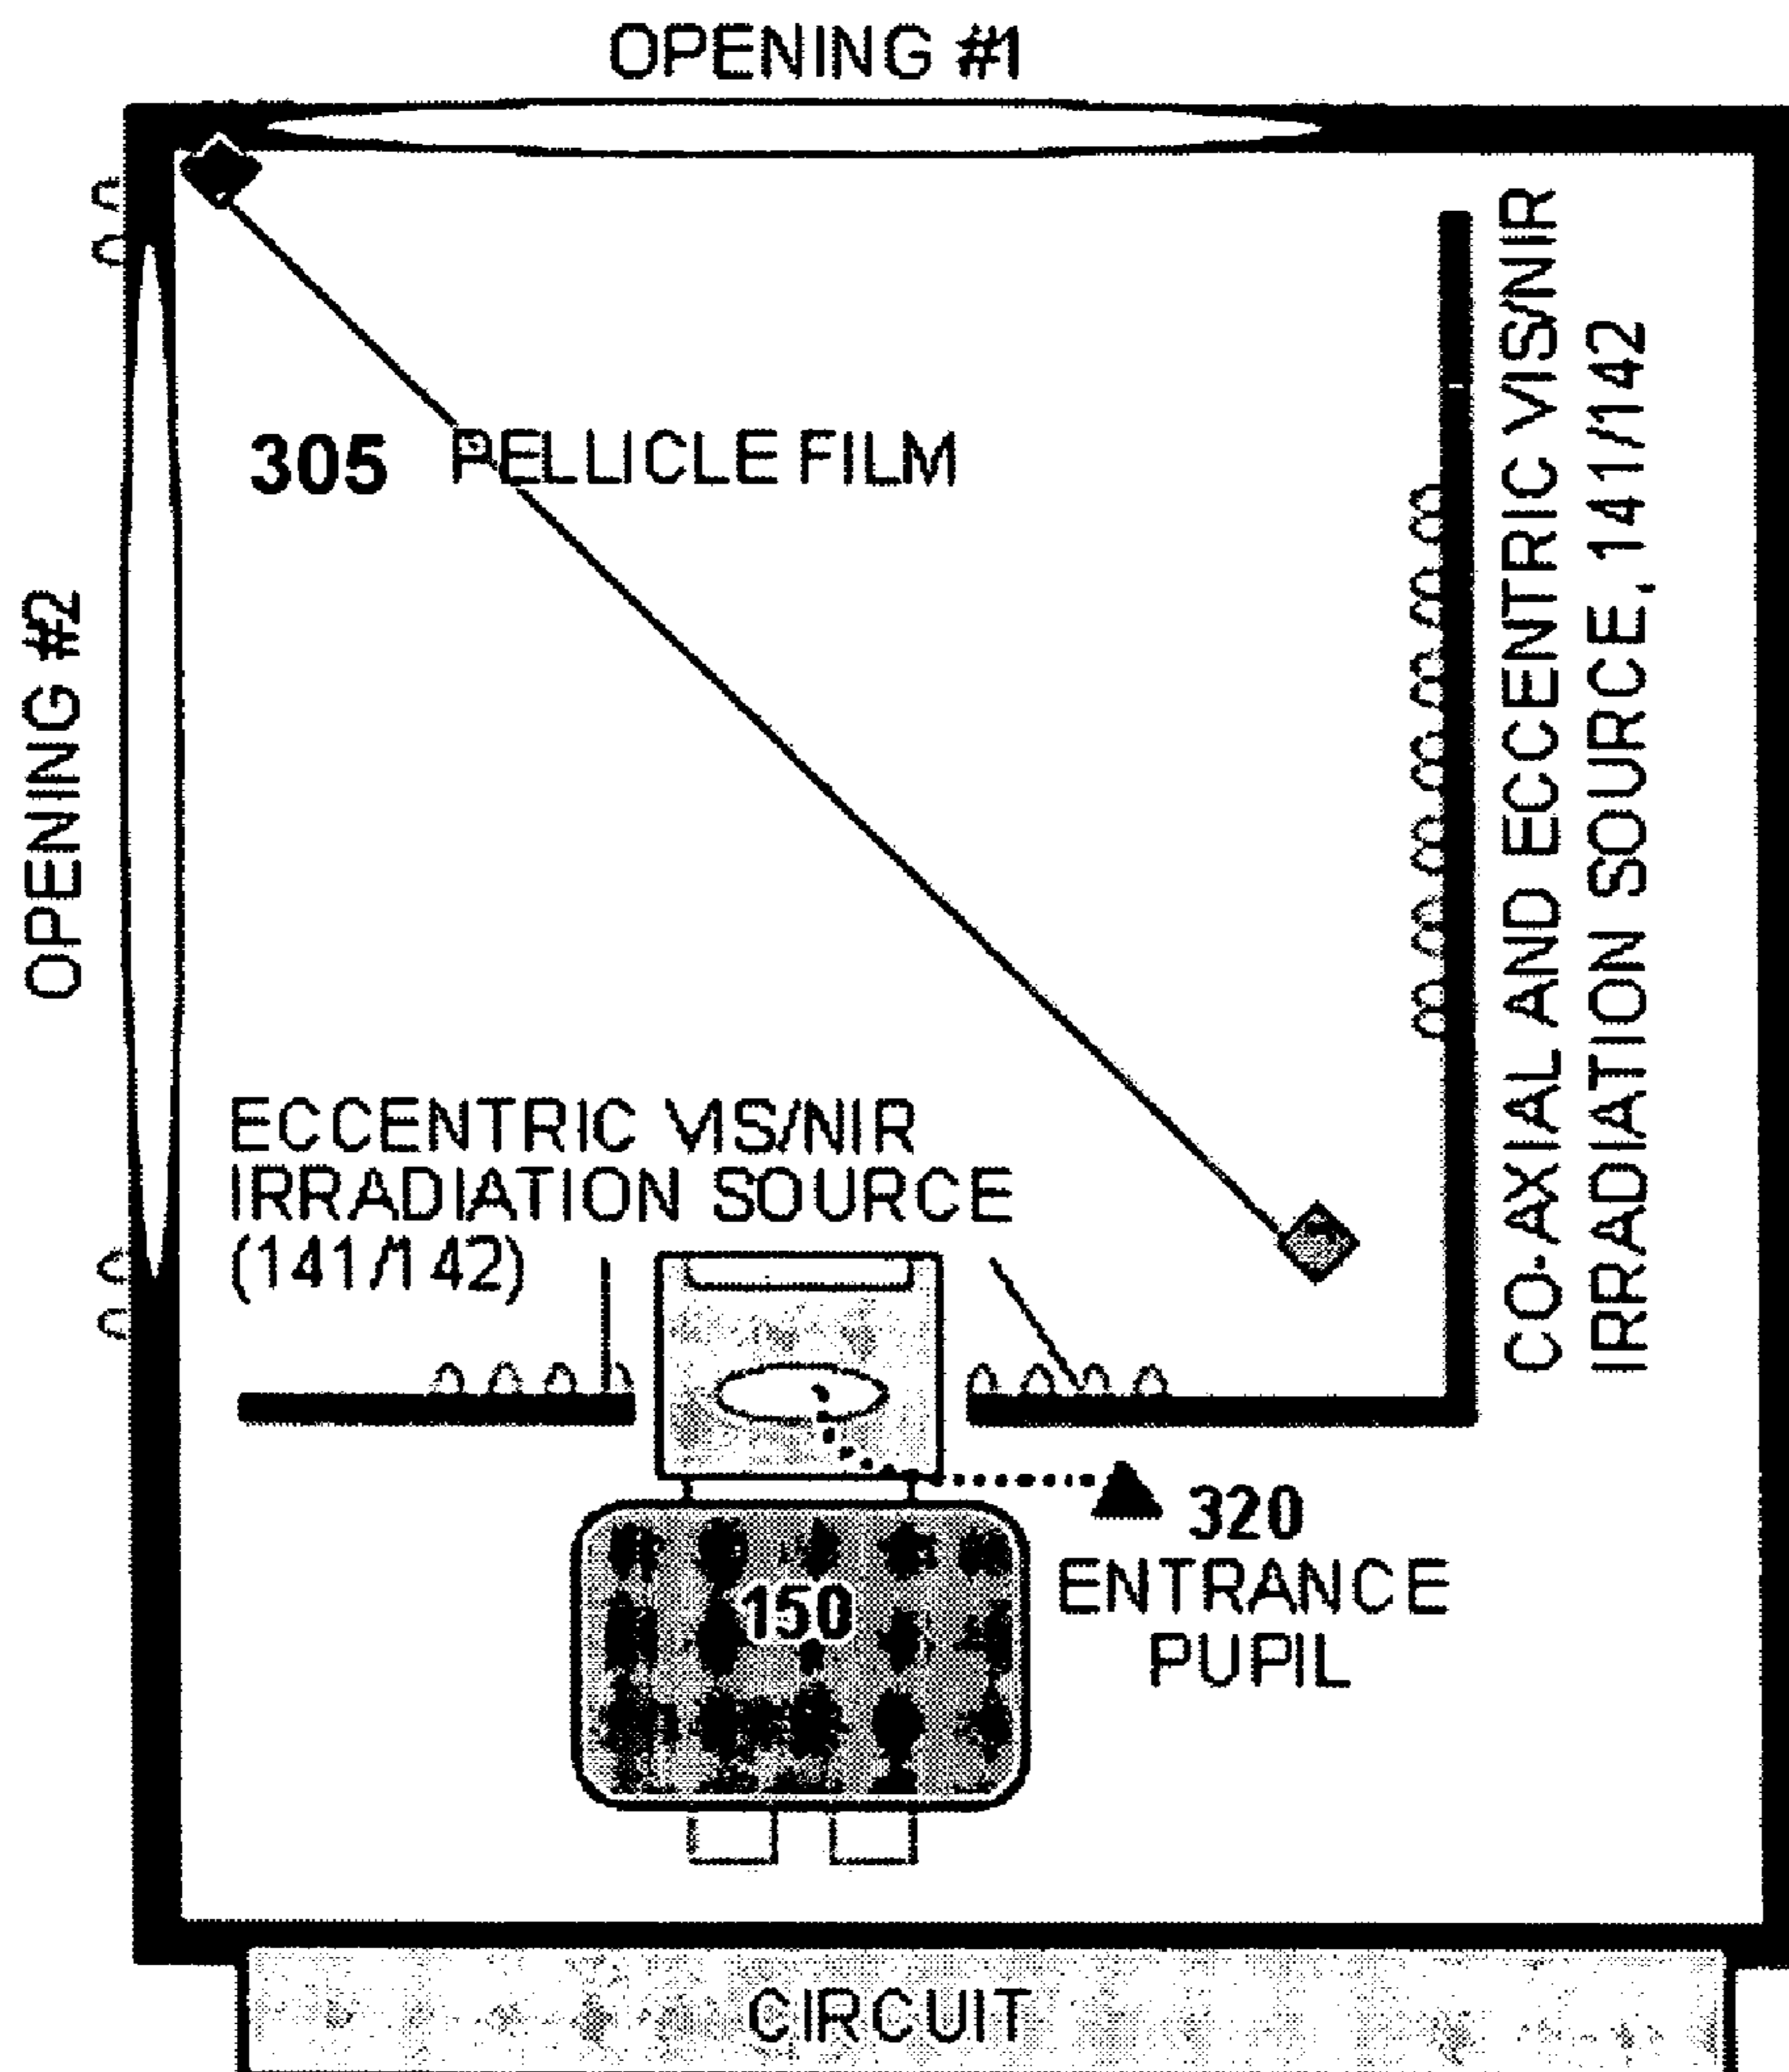 OPENING #1
OPENING #2
305 PELLICLE FILM
CO-AXIAL AND ECCENTRIC VIS/NIR
IRRADIATION SOURCE, 141/142
ECCENTRIC VIS/NIR
IRRADIATION SOURCE
(141/142)
320
ENTRANCE
PUPIL
150
CIRCUIT